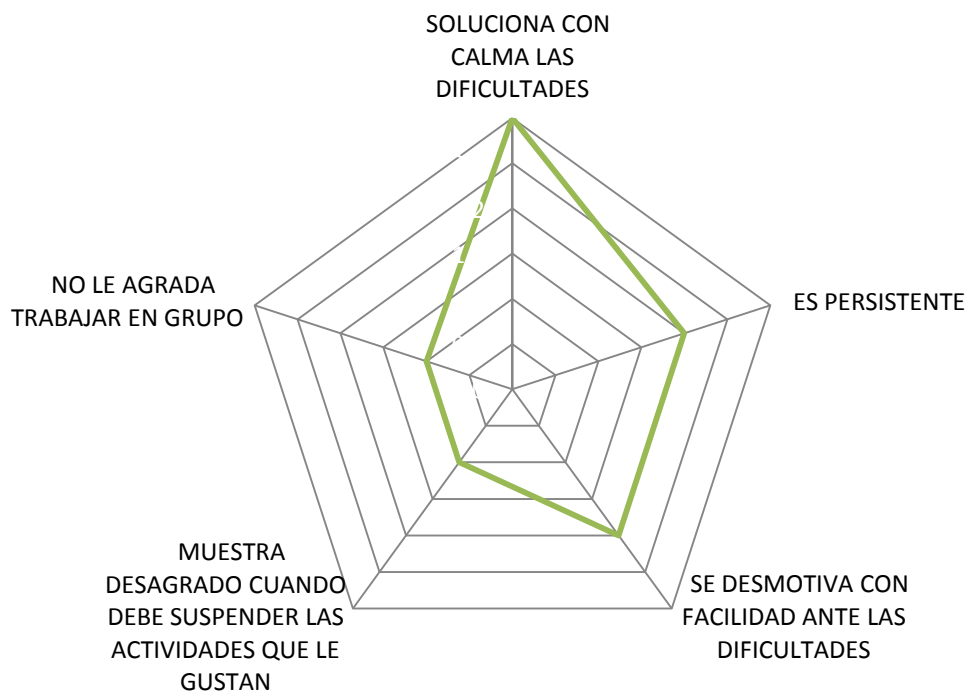 SOLUCIONA CON
CALMA LAS
DIFICULTADES
ES PERSISTENTE
SE DESMOTIVA CON
FACILIDAD ANTE LAS
DIFICULTADES
MUESTRA
DESAGRADO CUANDO
DEBE SUSPENDER LAS
ACTIVIDADES QUE LE
GUSTAN
NO LE AGRADA
TRABAJAR EN GRUPO